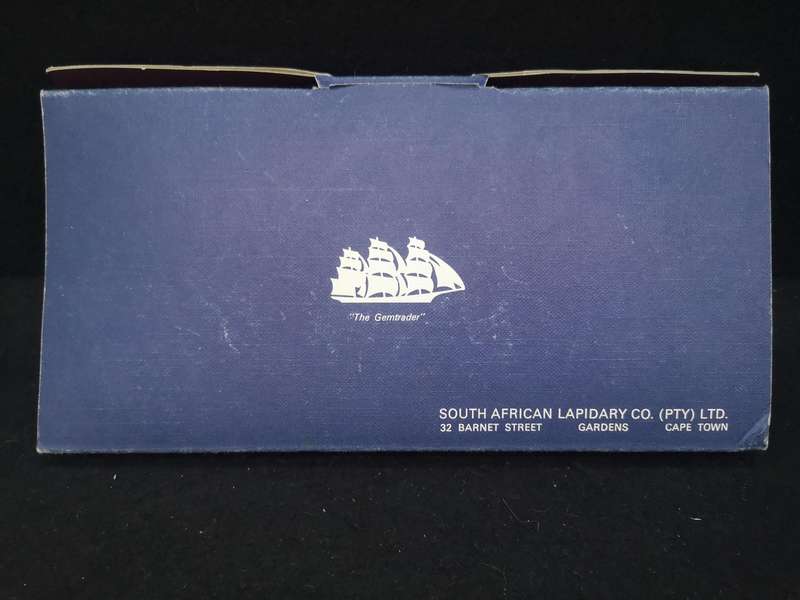 "The Gemtrader"
SOUTH AFRICAN LAPIDARY CO. (PTY) LTD.
32 BARNET STREET GARDENS CAPE TOWN